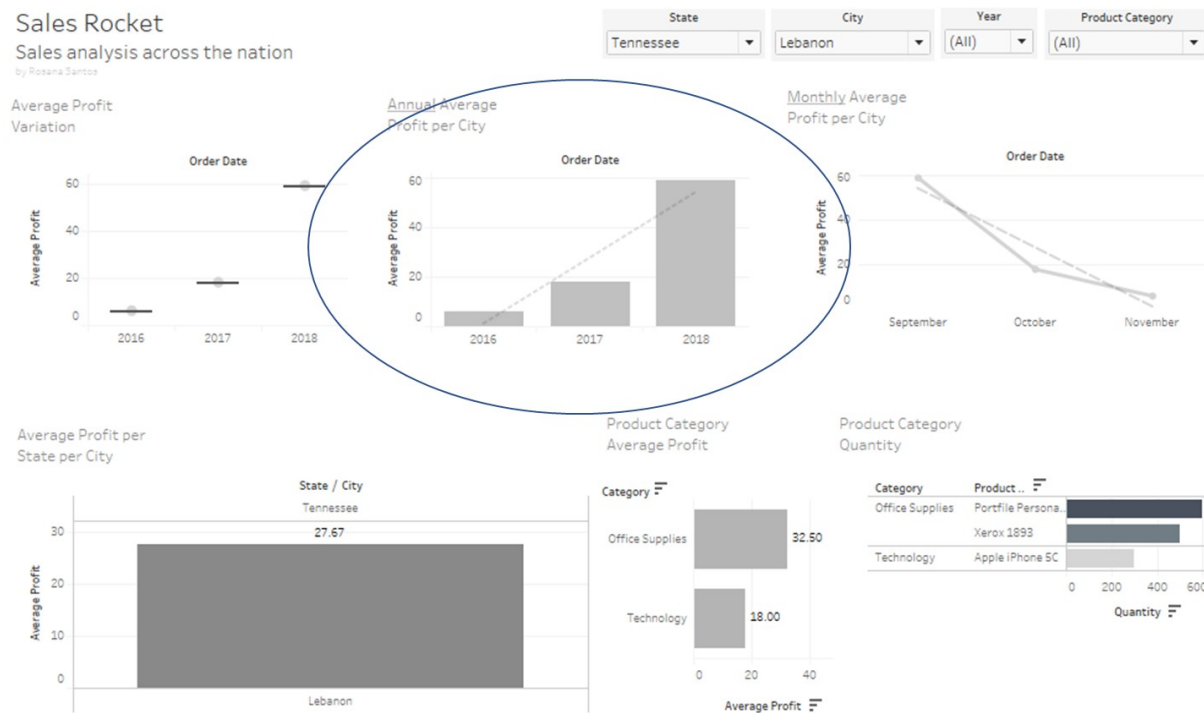 Sales Rocket
Sales analysis across the nation
by Rosana Santos
State
Tennessee
City
Lebanon
Year
(All)
Product Category
(All)
Average Profit
Variation
Order Date
Average Profit
60
40
20
0
2016
2017
2018
Annual Average
Profit per City
Order Date
Average Profit
60
40
20
0
2016
2017
2018
Monthly Average
Profit per City
Order Date
Average Profit
60
40
20
0
September
October
November
Average Profit per
State per City
State / City
Tennessee
27.67
Average Profit
30
20
10
0
Lebanon
Product Category
Average Profit
Category
Office Supplies
32.50
Technology
18.00
0
20
40
Average Profit
Product Category
Quantity
Category
Product ..
Office Supplies
Portfile Persona..
Xerox 1893
Technology
Apple iPhone 5C
0
200
400
600
Quantity